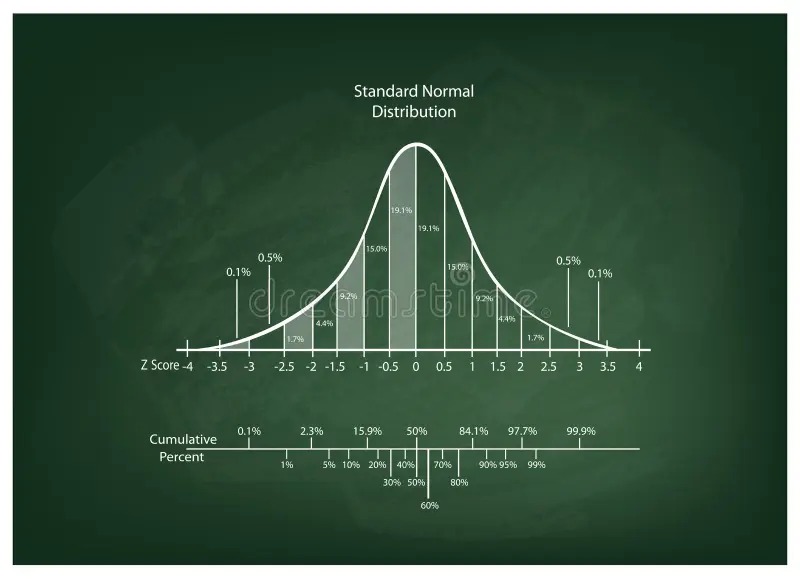 Standard Normal
Distribution
19.1%
19.1%
15.0%
15.0%
0.5%
0.5%
0.1%
0.1%
9.2%
9.2%
4.4%
4.4%
1.7%
1.7%
dreamstime
Z Score -4 -3.5 -3 -2.5 -2 -1.5 -1 -0.5 0 0.5 1 1.5 2 2.5 3 3.5 4
0.1% 2.3% 15.9% 50% 84.1% 97.7% 99.9%
Cumulative
Percent
1% 5% 10% 20% 40% 70% 90% 95% 99%
30% 50% 80%
60%